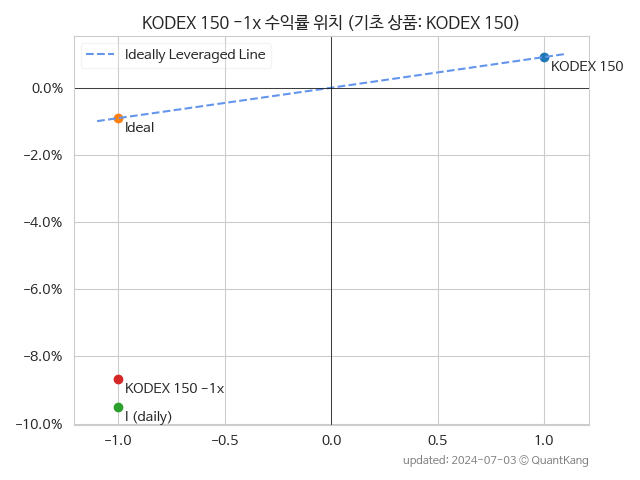 KODEX 150 -1x 수익률 위치 (기초 상품: KODEX 150)
Ideally Leveraged Line
KODEX 150
0.0%
Ideal
-2.0%
-4.0%
-6.0%
-8.0%
KODEX 150 -1x
I (daily)
-10.0%
-1.0 -0.5 0.0 0.5 1.0
updated: 2024-07-03 © QuantKang